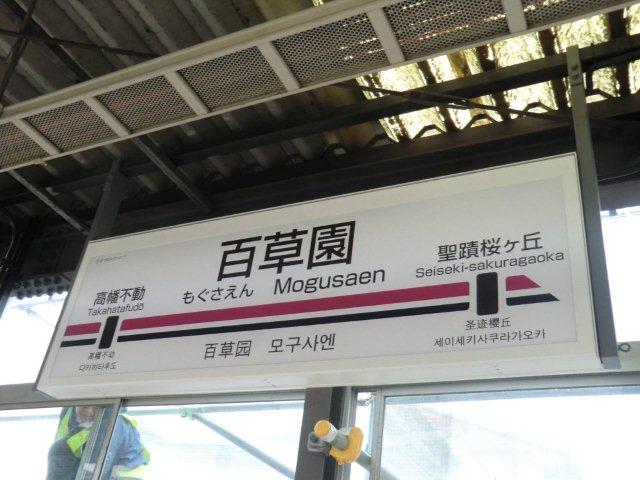 百草園
もぐさえん Mogusaen
高幡不動
Takahatafudō
聖蹟桜ヶ丘
Seiseki-sakuragaoka
高幡不动
다카하타후도
百草园 모구사엔
圣迹樱丘
세이세키사쿠라가오카